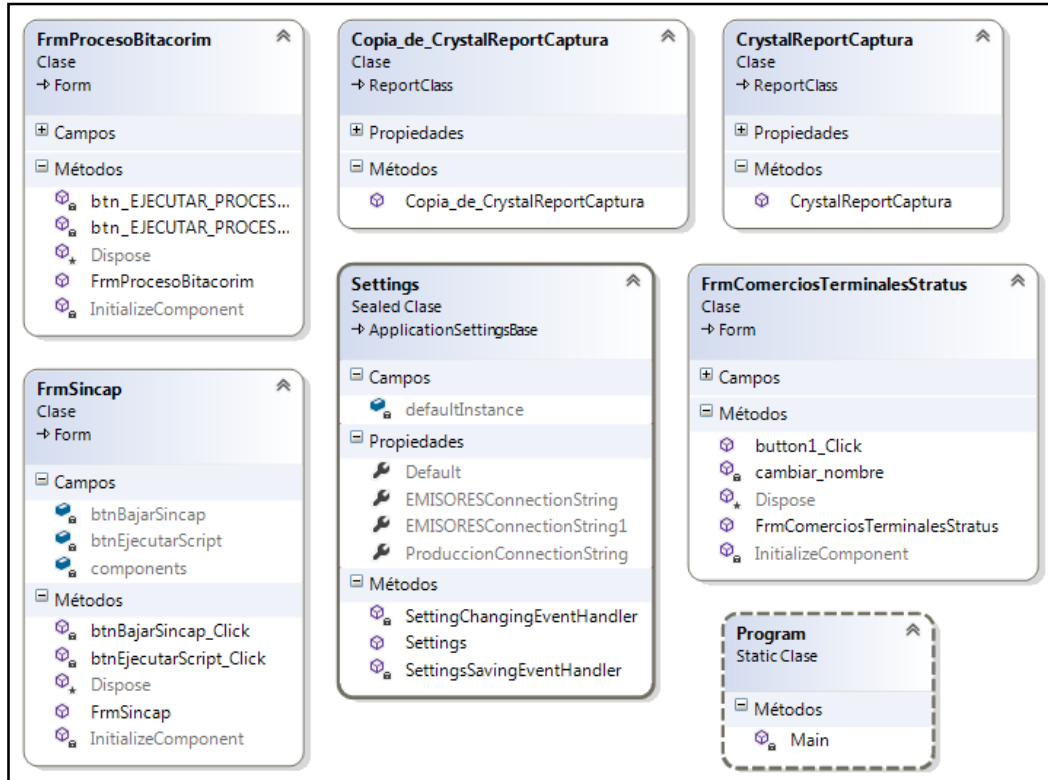 FrmProcesoBitacorim
Clase
Form
Campos
Métodos
btn_EJECUTAR_PROCES...
btn_EJECUTAR_PROCES...
Dispose
FrmProcesoBitacorim
InitializeComponent
Copia_de_CrystalReportCaptura
Clase
ReportClass
Propiedades
Métodos
Copia_de_CrystalReportCaptura
CrystalReportCaptura
Clase
ReportClass
Propiedades
Métodos
CrystalReportCaptura
FrmSincap
Clase
Form
Campos
btnBajarSincap
btnEjecutarScript
components
Métodos
btnBajarSincap_Click
btnEjecutarScript_Click
Dispose
FrmSincap
InitializeComponent
Settings
Sealed Clase
ApplicationSettingsBase
Campos
defaultInstance
Propiedades
Default
EMISORESConnectionString
EMISORESConnectionString1
ProduccionConnectionString
Métodos
SettingChangingEventHandler
Settings
SettingsSavingEventHandler
FrmComerciosTerminalesStratus
Clase
Form
Campos
Métodos
button1_Click
cambiar_nombre
Dispose
FrmComerciosTerminalesStratus
InitializeComponent
Program
Static Clase
Métodos
Main